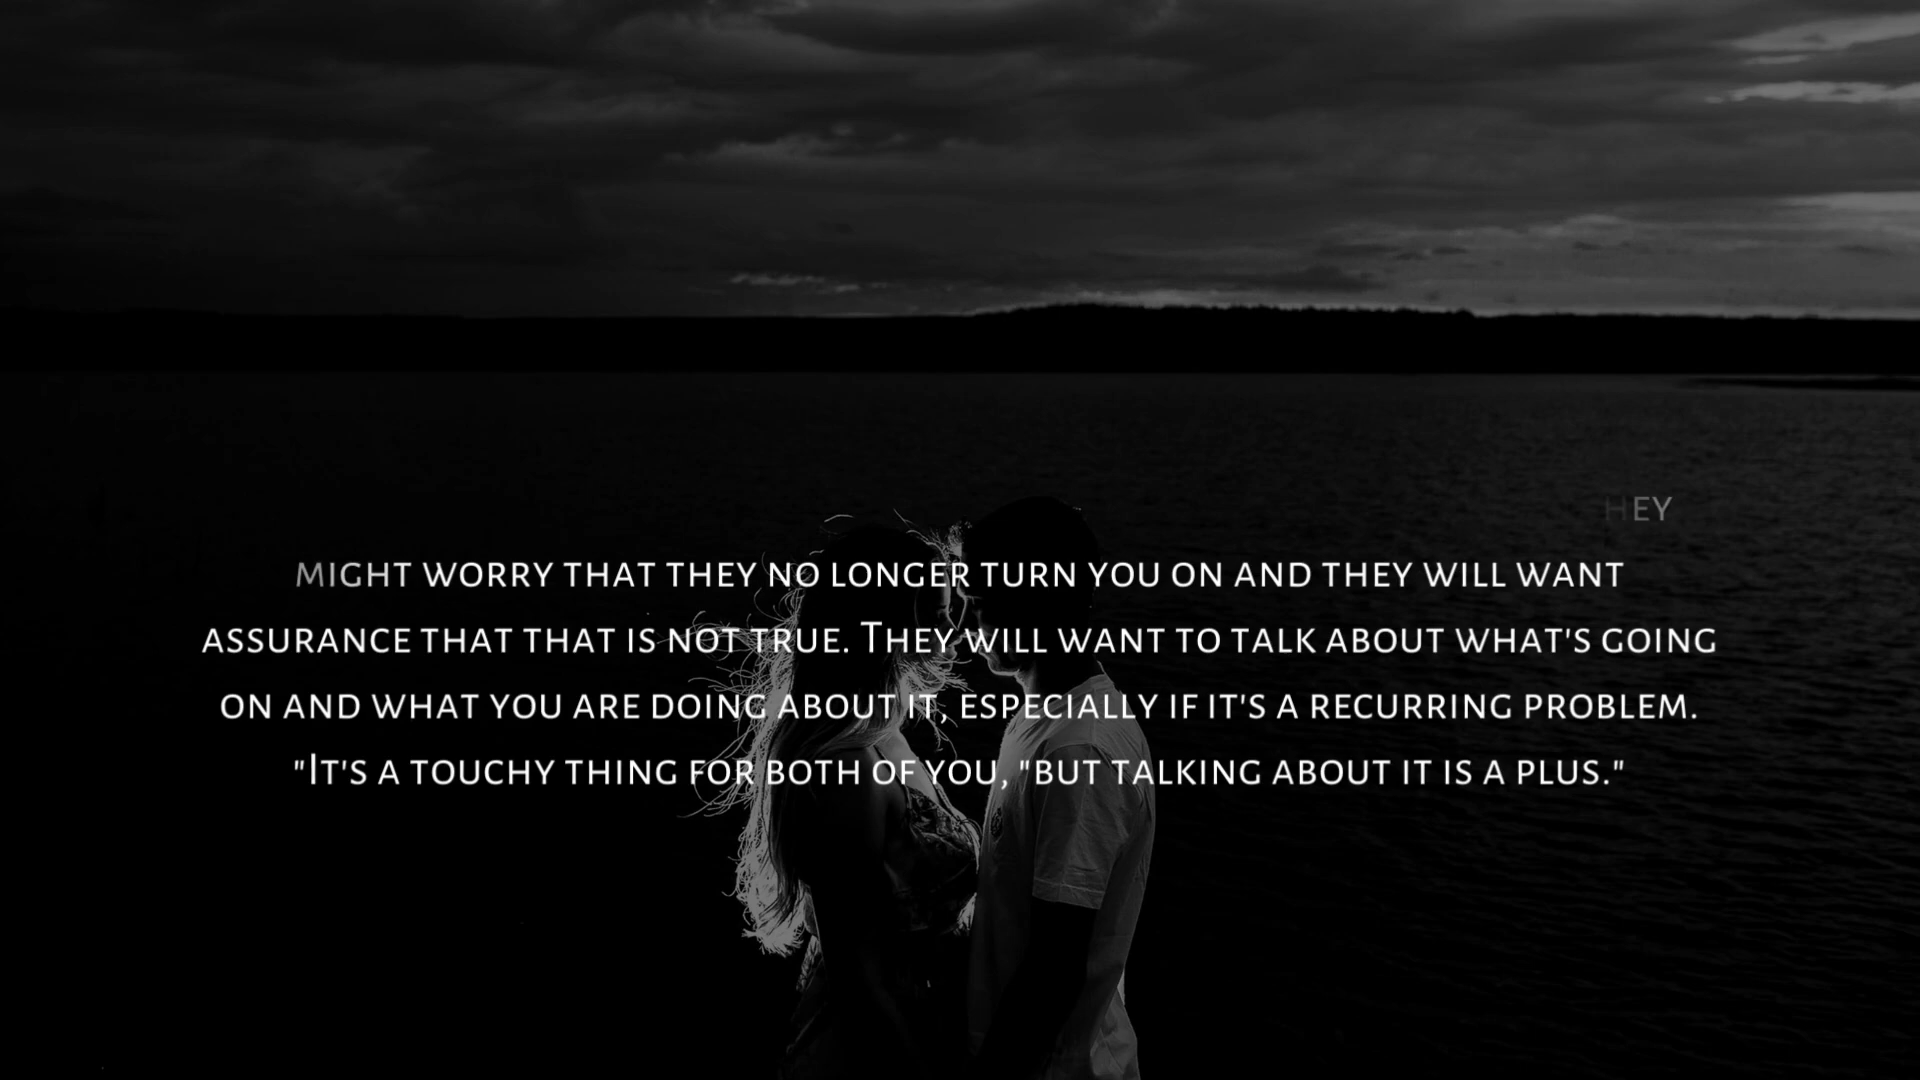 hey
might worry that they no longer turn you on and they will want
assurance that that is not true. They will want to talk about what's going
on and what you are doing about it, especially if it's a recurring problem.
"It's a touchy thing for both of you, "but talking about it is a plus."